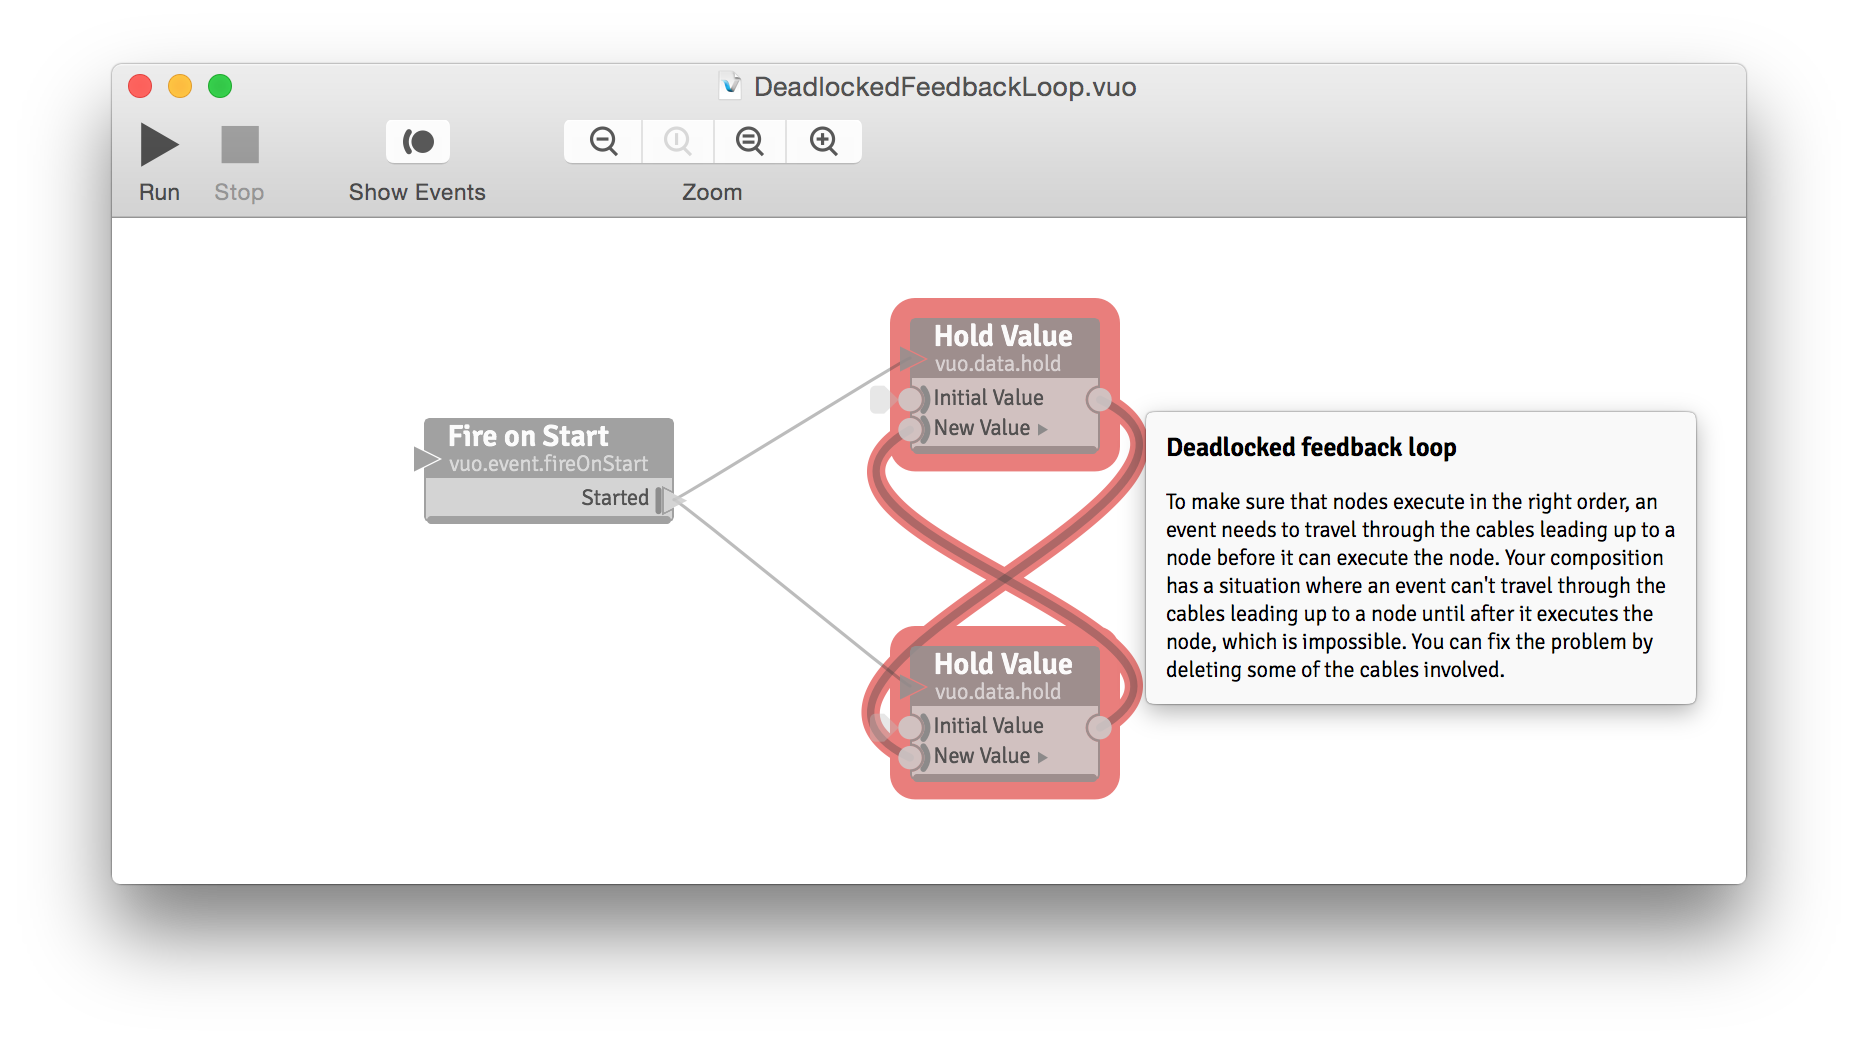 DeadlockedFeedbackLoop.vuo
Run
Stop
Show Events
Zoom
Fire on Start
vuo.event.fireOnStart
Started
Hold Value
vuo.data.hold
Initial Value
New Value
Hold Value
vuo.data.hold
Initial Value
New Value
Deadlocked feedback loop
To make sure that nodes execute in the right order, an
event needs to travel through the cables leading up to a
node before it can execute the node. Your composition
has a situation where an event can't travel through the
cables leading up to a node until after it executes the
node, which is impossible. You can fix the problem by
deleting some of the cables involved.